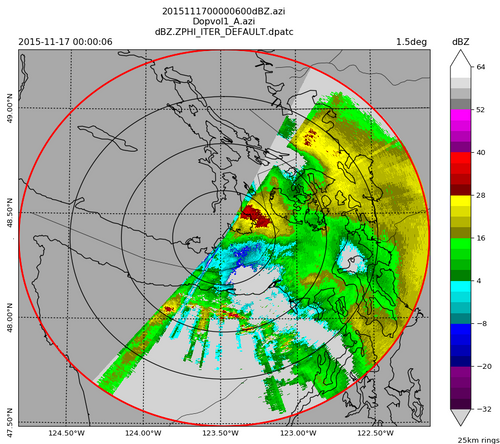 2015111700000600dBZ.azi
Dopvol1_A.azi
dBZ.ZPHI_ITER_DEFAULT.dpatc
2015-11-17 00:00:06
1.5deg
dBZ
64
52
40
28
16
4
−8
−20
−32
49.00°N
48.50°N
48.00°N
47.50°N
124.50°W
124.00°W
123.50°W
123.00°W
122.50°W
25km rings